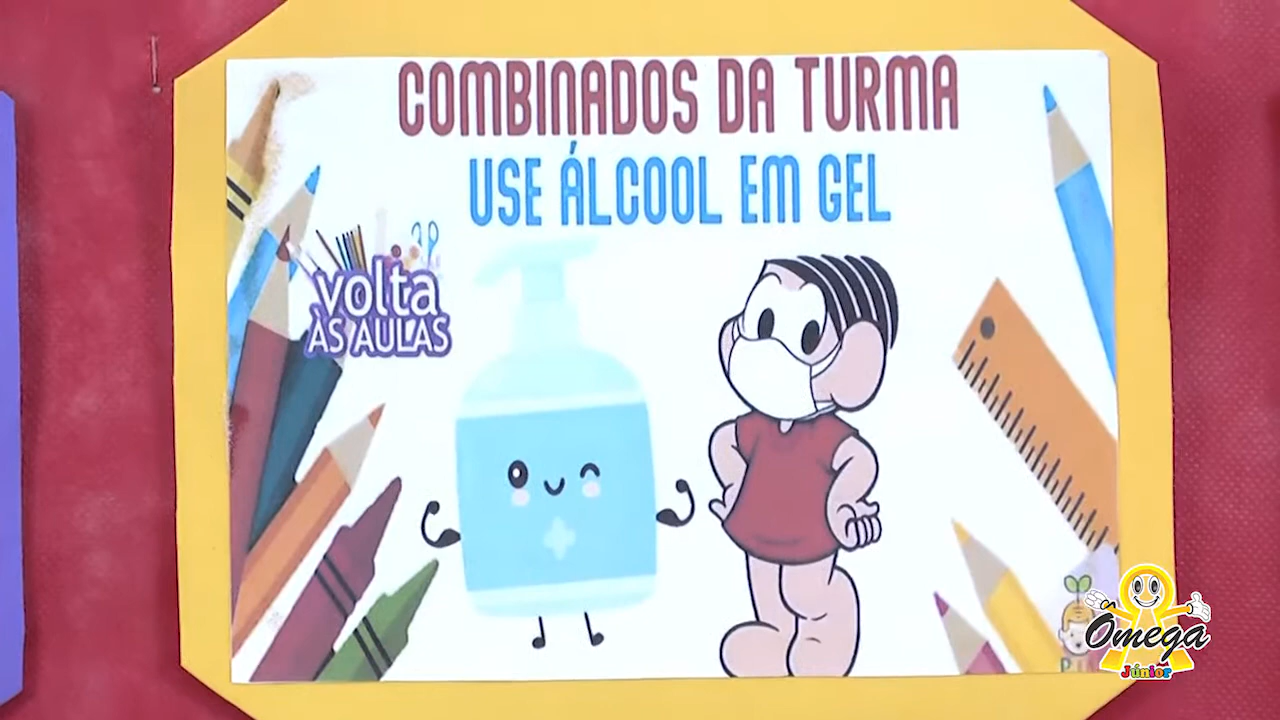 COMBINADOS DA TURMA
USE ÁLCOOL EM GEL
volta
ÀS AULAS
Ômega
Júnior